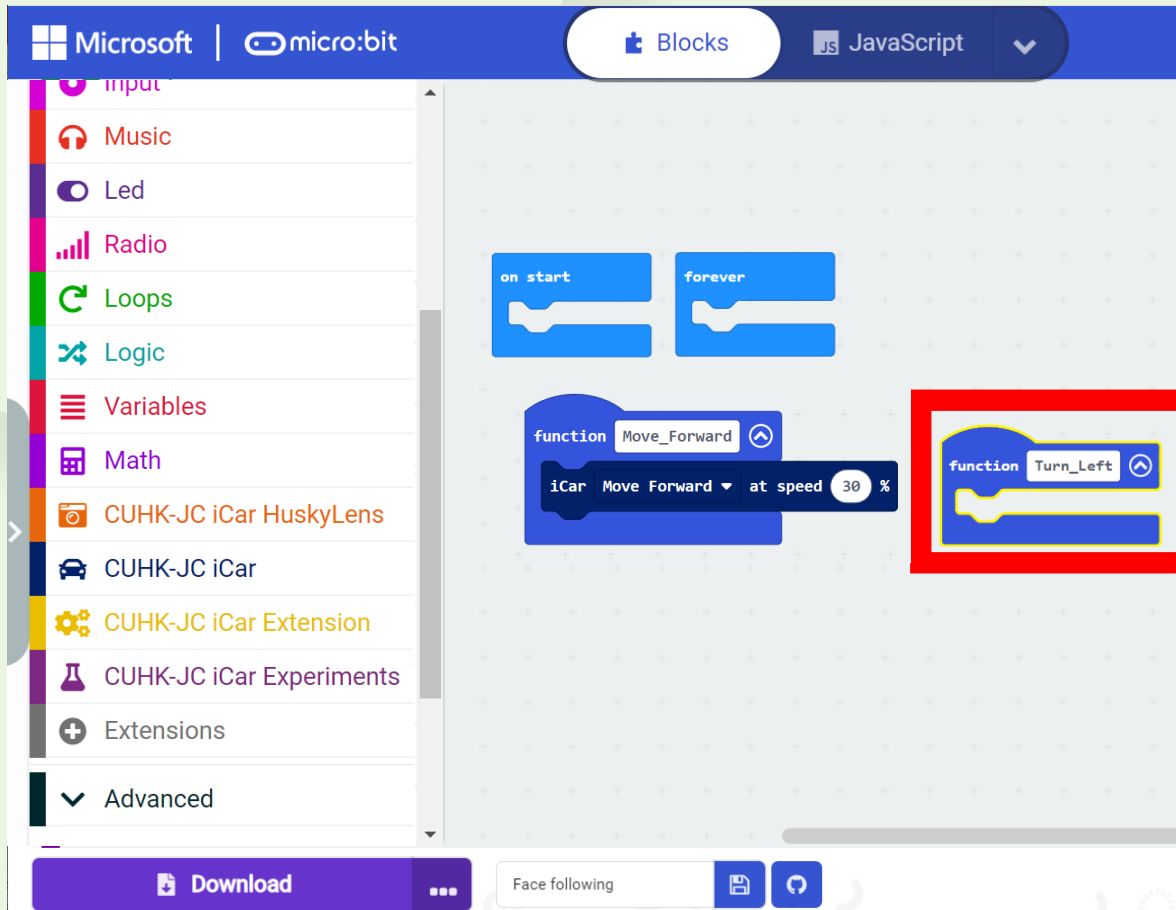 Microsoft micro:bit Blocks JS JavaScript
Input
Music
Led
Radio
Loops
Logic
Variables
Math
CUHK-JC iCar HuskyLens
CUHK-JC iCar
CUHK-JC iCar Extension
CUHK-JC iCar Experiments
Extensions
Advanced
on start
forever
function Move_Forward
iCar Move Forward at speed 30 %
function Turn_Left
Download
Face following